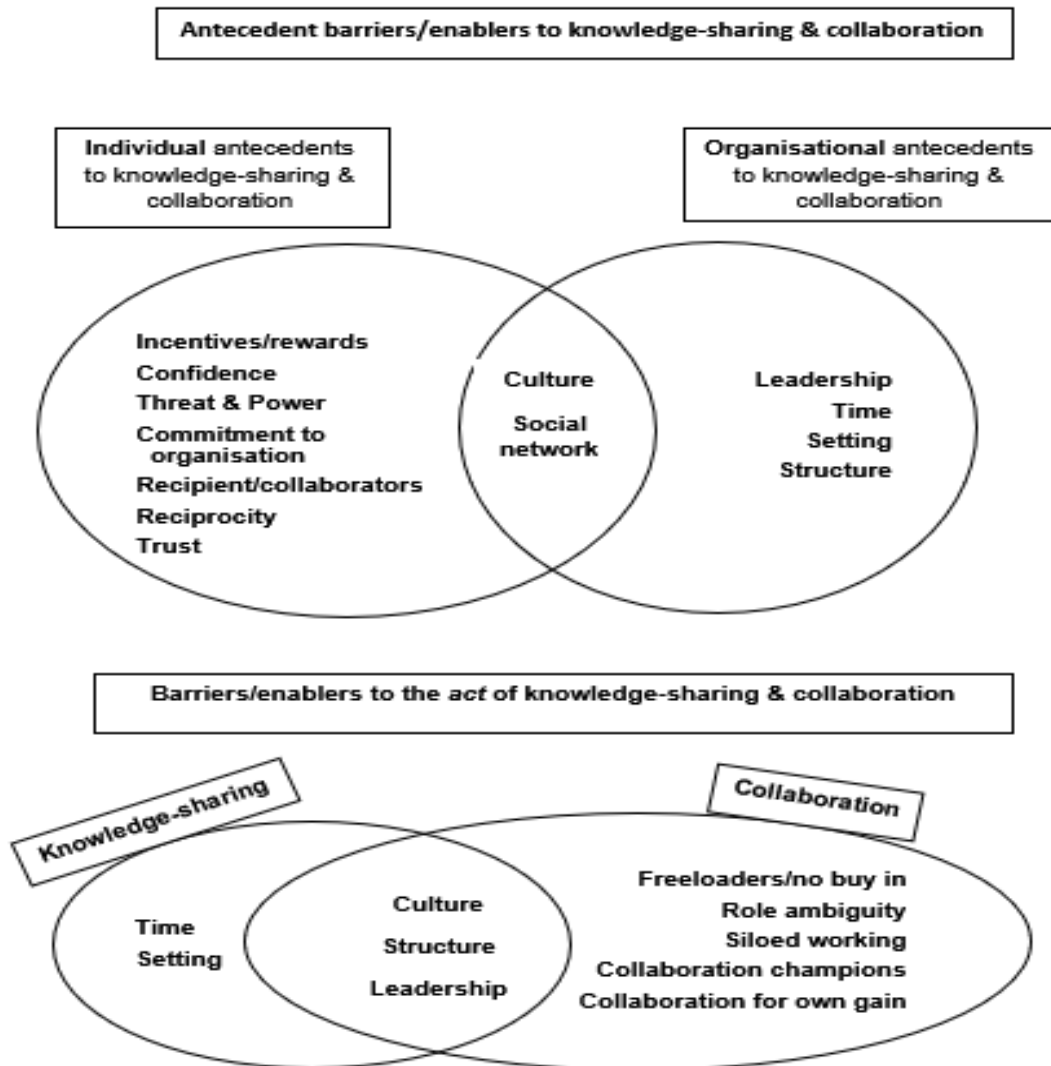 Antecedent barriers/enablers to knowledge-sharing & collaboration
Individual antecedents
to knowledge-sharing &
collaboration
Organisational antecedents
to knowledge-sharing &
collaboration
Incentives/rewards
Confidence
Threat & Power
Commitment to
organisation
Recipient/collaborators
Reciprocity
Trust
Culture
Social
network
Leadership
Time
Setting
Structure
Barriers/enablers to the act of knowledge-sharing & collaboration
Knowledge-sharing
Collaboration
Time
Setting
Culture
Structure
Leadership
Freeloaders/no buy in
Role ambiguity
Siloed working
Collaboration champions
Collaboration for own gain